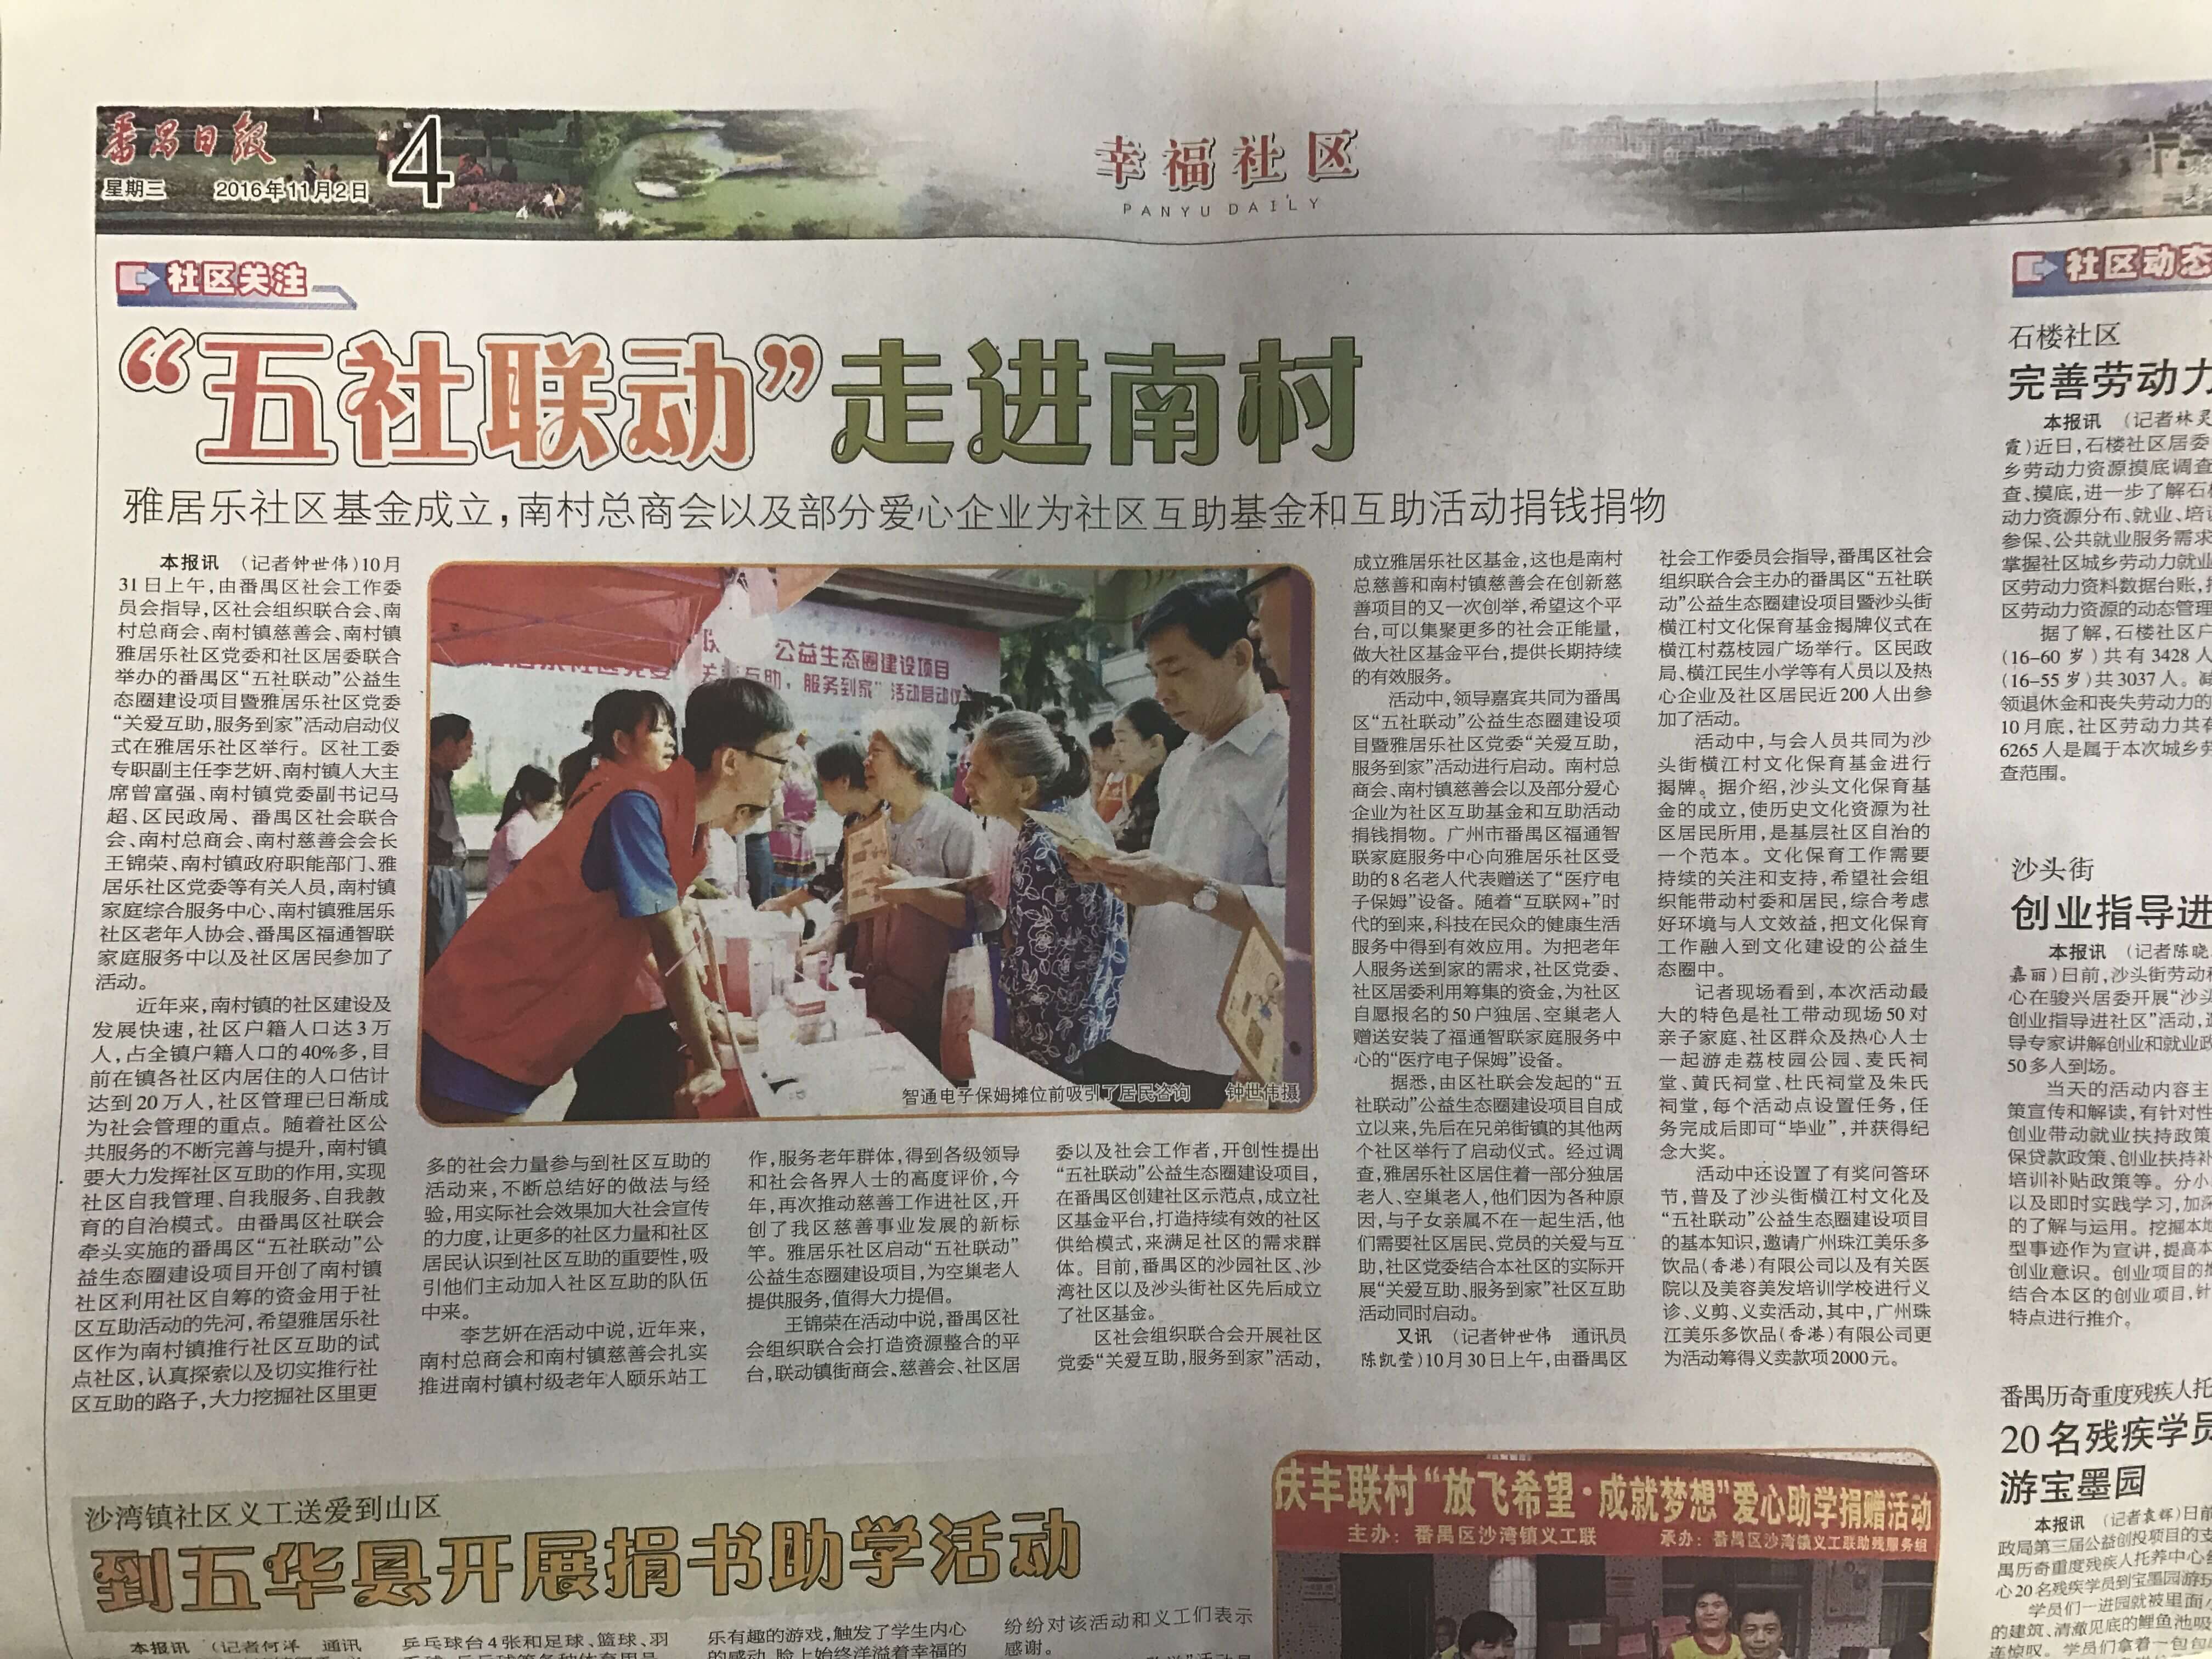 番禺日报
星期三 2016年11月2日
4
幸福社区
PANYU DAILY
社区关注
“五社联动”走进南村
雅居乐社区基金成立,南村总商会以及部分爱心企业为社区互助基金和互助活动捐钱捐物
本报讯 (记者钟世伟)10月
31日上午,由番禺区社会工作委
员会指导,区社会组织联合会、南
村总商会、南村镇慈善会、南村镇
雅居乐社区党委和社区居委联合
举办的番禺区“五社联动”公益生
态圈建设项目暨雅居乐社区党委
“关爱互助,服务到家”活动启动仪
式在雅居乐社区举行。区社工委
专职副主任李艺妍、南村镇人大主
席曾富强、南村镇党委副书记马
超、区民政局、番禺区社会联合
会、南村总商会、南村慈善会会长
王锦荣、南村镇政府职能部门、雅
居乐社区党委等有关人员,南村镇
家庭综合服务中心、南村镇雅居乐
社区老年人协会、番禺区福通智联
家庭服务中以及社区居民参加了
活动。
近年来,南村镇的社区建设及
发展快速,社区户籍人口达3万
人,占全镇户籍人口的40%多,目
前在镇各社区内居住的人口估计
达到20万人,社区管理已日渐成
为社会管理的重点。随着社区公
共服务的不断完善与提升,南村镇
要大力发挥社区互助的作用,实现
社区自我管理、自我服务、自我教
育的自治模式。由番禺区社联会
牵头实施的番禺区“五社联动”公
益生态圈建设项目开创了南村镇
社区利用社区自筹的资金用于社
区互助活动的先河,希望雅居乐社
区作为南村镇推行社区互助的试
点社区,认真探索以及切实推行社
区互助的路子,大力挖掘社区里更
公益生态圈建设项目
互助,服务到家”活动启动仪
智通电子保姆摊位前吸引了居民咨询 钟世伟摄
多的社会力量参与到社区互助的
活动来,不断总结好的做法与经
验,用实际社会效果加大社会宣传
的力度,让更多的社区力量和社区
居民认识到社区互助的重要性,吸
引他们主动加入社区互助的队伍
中来。
李艺妍在活动中说,近年来,
南村总商会和南村镇慈善会扎实
推进南村镇村级老年人颐乐站工
作,服务老年群体,得到各级领导
和社会各界人士的高度评价,今
年,再次推动慈善工作进社区,开
创了我区慈善事业发展的新标
竿。雅居乐社区启动“五社联动”
公益生态圈建设项目,为空巢老人
提供服务,值得大力提倡。
王锦荣在活动中说,番禺区社
会组织联合会打造资源整合的平
台,联动镇街商会、慈善会、社区居
委以及社会工作者,开创性提出
“五社联动”公益生态圈建设项目,
在番禺区创建社区示范点,成立社
区基金平台,打造持续有效的社区
供给模式,来满足社区的需求群
体。目前,番禺区的沙园社区、沙
湾社区以及沙头街社区先后成立
了社区基金。
区社会组织联合会开展社区
党委“关爱互助,服务到家”活动,
成立雅居乐社区基金,这也是南村
总慈善和南村镇慈善会在创新慈
善项目的又一次创举,希望这个平
台,可以集聚更多的社会正能量,
做大社区基金平台,提供长期持续
的有效服务。
活动中,领导嘉宾共同为番禺
区“五社联动”公益生态圈建设项
目暨雅居乐社区党委“关爱互助,
服务到家”活动进行启动。南村总
商会、南村镇慈善会以及部分爱心
企业为社区互助基金和互助活动
捐钱捐物。广州市番禺区福通智
联家庭服务中心向雅居乐社区受
助的8名老人代表赠送了“医疗电
子保姆”设备。随着“互联网+”时
代的到来,科技在民众的健康生活
服务中得到有效应用。为把老年
人服务送到家的需求,社区党委、
社区居委利用筹集的资金,为社区
自愿报名的50户独居、空巢老人
赠送安装了福通智联家庭服务中
心的“医疗电子保姆”设备。
据悉,由区社联会发起的“五
社联动”公益生态圈建设项目自成
立以来,先后在兄弟街镇的其他两
个社区举行了启动仪式。经过调
查,雅居乐社区居住着一部分独居
老人、空巢老人,他们因为各种原
因,与子女亲属不在一起生活,他
们需要社区居民、党员的关爱与互
助,社区党委结合本社区的实际开
展“关爱互助、服务到家”社区互助
活动同时启动。
又讯 (记者钟世伟 通讯员
陈凯莹)10月30日上午,由番禺区
社会工作委员会指导,番禺区社会
组织联合会主办的番禺区“五社联
动”公益生态圈建设项目暨沙头街
横江村文化保育基金揭牌仪式在
横江村荔枝园广场举行。区民政
局、横江民生小学等有人员以及热
心企业及社区居民近200人出参
加了活动。
活动中,与会人员共同为沙
头街横江村文化保育基金进行
揭牌。据介绍,沙头文化保育基
金的成立,使历史文化资源为社
区居民所用,是基层社区自治的
一个范本。文化保育工作需要
持续的关注和支持,希望社会组
织能带动村委和居民,综合考虑
好环境与人文效益,把文化保育
工作融入到文化建设的公益生
态圈中。
记者现场看到,本次活动最
大的特色是社工带动现场50对
亲子家庭、社区群众及热心人士
一起游走荔枝园公园、麦氏祠
堂、黄氏祠堂、杜氏祠堂及朱氏
祠堂,每个活动点设置任务,任
务完成后即可“毕业”,并获得纪
念大奖。
活动中还设置了有奖问答环
节,普及了沙头街横江村文化及
“五社联动”公益生态圈建设项目
的基本知识,邀请广州珠江美乐多
饮品(香港)有限公司以及有关医
院以及美容美发培训学校进行义
诊、义剪、义卖活动,其中,广州珠
江美乐多饮品(香港)有限公司更
为活动筹得义卖款项2000元。
社区动态
石楼社区
完善劳动力
本报讯 (记者林灵
霞)近日,石楼社区居委
乡劳动力资源摸底调查
查、摸底,进一步了解石楼
动力资源分布、就业、培训
参保、公共就业服务需求
掌握社区城乡劳动力就业
区劳动力资料数据台账,
区劳动力资源的动态管理
据了解,石楼社区户
(16-60岁)共有3428人
(16-55岁)共3037人。减
领退休金和丧失劳动力的
10月底,社区劳动力共有
6265人是属于本次城乡劳
查范围。
沙头街
创业指导进
本报讯 (记者陈晓
嘉丽)日前,沙头街劳动和
心在骏兴居委开展“沙头
创业指导进社区”活动,
导专家讲解创业和就业政
50多人到场。
当天的活动内容主
策宣传和解读,有针对性
创业带动就业扶持政策
保贷款政策、创业扶持补
培训补贴政策等。分小
以及即时实践学习,加深
的了解与运用。挖掘本地
型事迹作为宣讲,提高本
创业意识。创业项目的推
结合本区的创业项目,针
特点进行推介。
番禺历奇重度残疾人托
20名残疾学员
游宝墨园
本报讯 (记者袁辉)日前
政局第三届公益创投项目的支
禺历奇重度残疾人托养中心组
心20名残疾学员到宝墨园游玩
学员们一进园就被里面
的建筑、清澈见底的鲤鱼池吸
连惊叹。学员们拿着一包包
沙湾镇社区义工送爱到山区
到五华县开展捐书助学活动
本报讯 (记者何洋 通讯
乒乓球台4张和足球、篮球、羽
乐有趣的游戏,触发了学生内心
的感动,脸上始终洋溢着幸福的
纷纷对该活动和义工们表示
感谢。
庆丰联村“放飞希望·成就梦想”爱心助学捐赠活动
主办:番禺区沙湾镇义工联 承办:番禺区沙湾镇义工联助残服务组